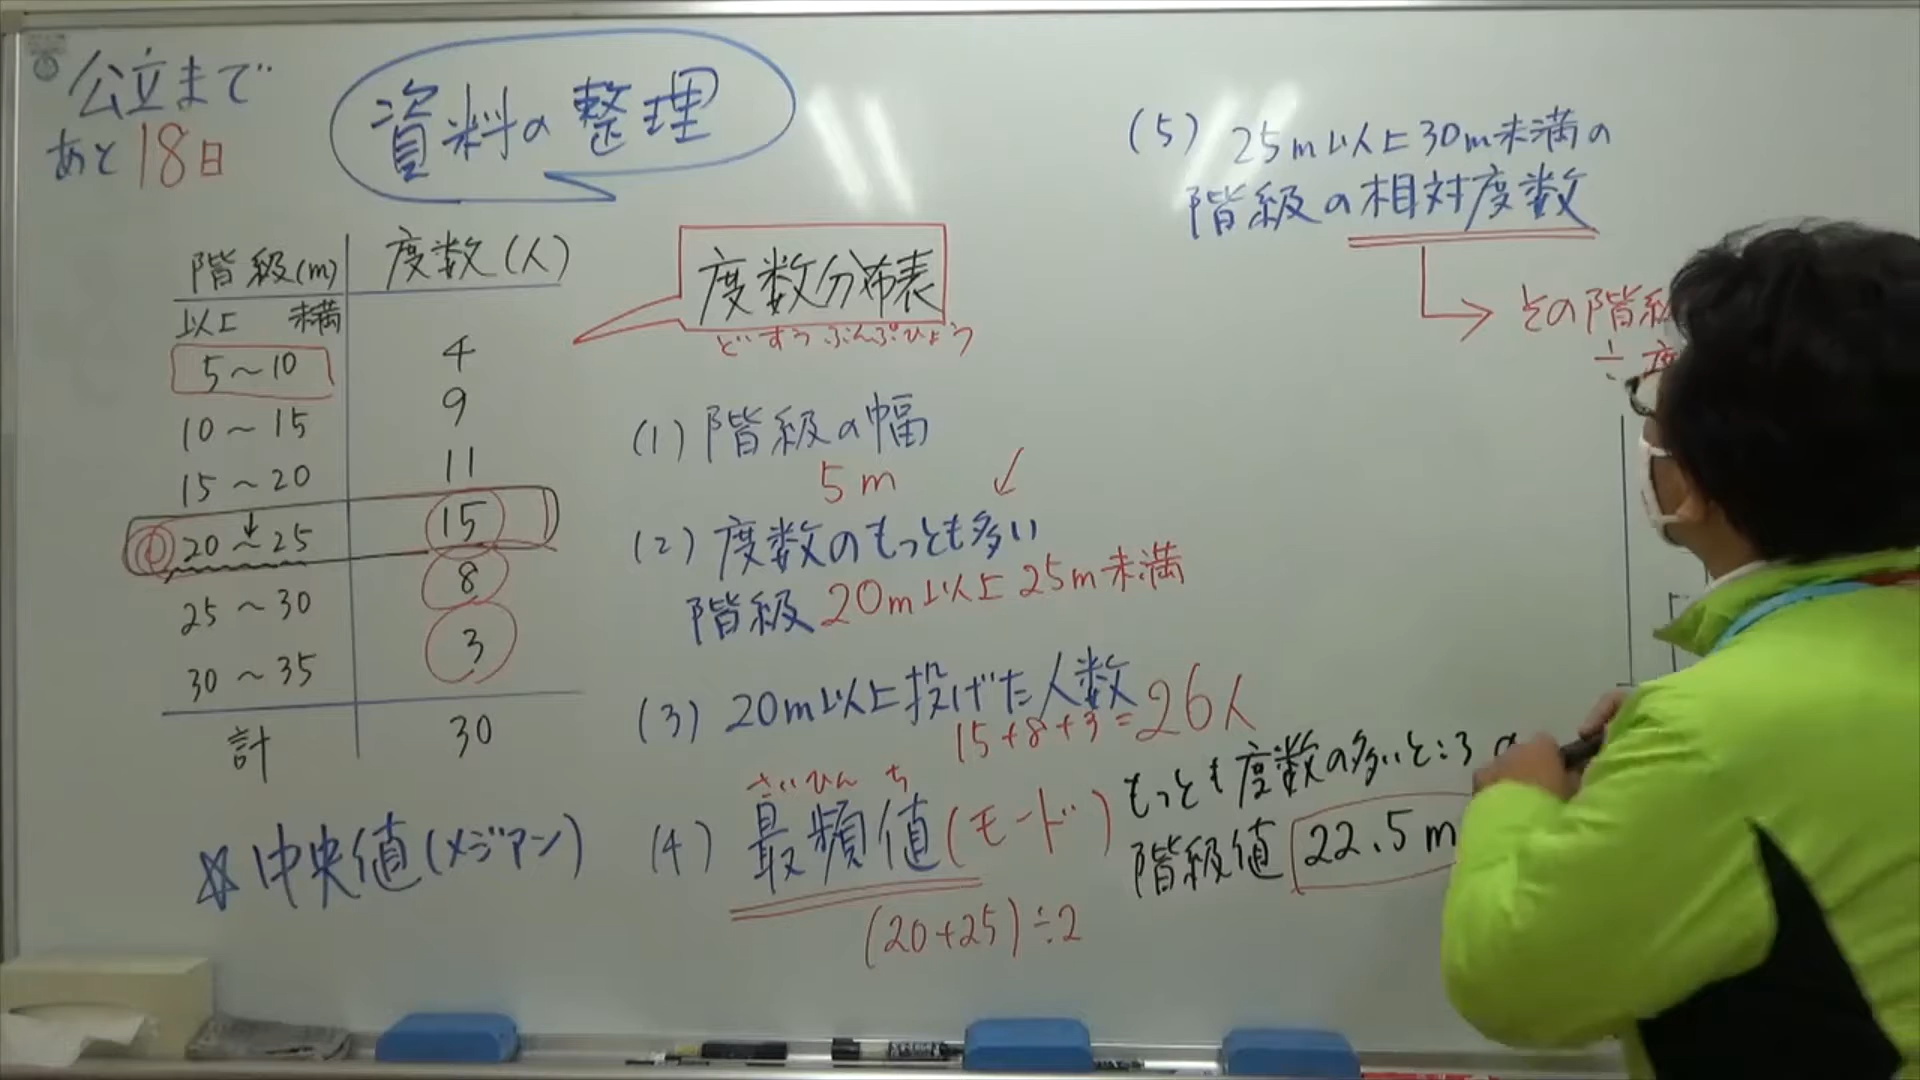 公立まで
あと18日
資料の整理
階級(m) 度数(人)
以上 未満
5〜10 4
10〜15 9
15〜20 11
20〜25 15
25〜30 8
30〜35 3
計 30
☆中央値(メジアン)
度数分布表
どすうぶんぷひょう
(1) 階級の幅
5m
(2) 度数のもっとも多い
階級 20m以上25m未満
(3) 20m以上投げた人数
15+8+3=26人
さいひんち
(4) 最頻値(モード)
(20+25)÷2
もっとも度数の多いところの
階級値 22.5m
(5) 25m以上30m未満の
階級の相対度数
その階級
÷